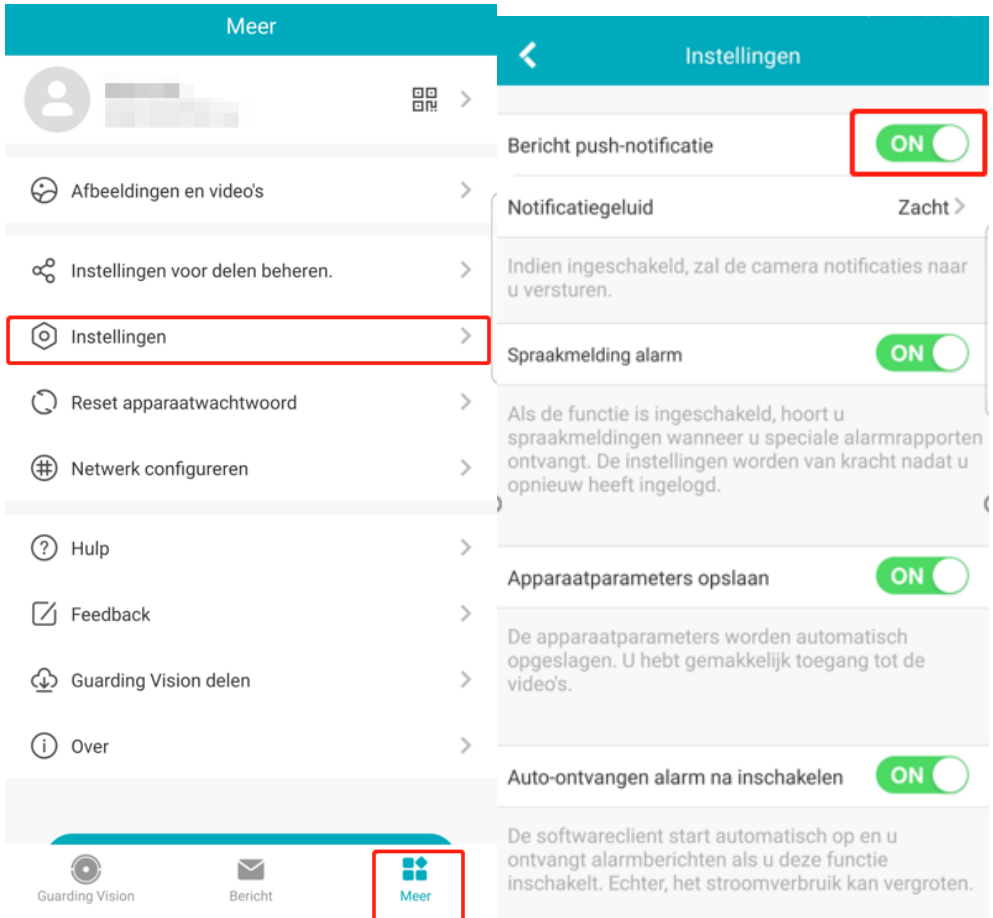 Meer
Afbeeldingen en video's
Instellingen voor delen beheren.
Instellingen
Reset apparaatwachtwoord
Netwerk configureren
Hulp
Feedback
Guarding Vision delen
Over
Guarding Vision
Bericht
Meer
Instellingen
Bericht push-notificatie
ON
Notificatiegeluid
Zacht
Indien ingeschakeld, zal de camera notificaties naar
u versturen.
Spraakmelding alarm
ON
Als de functie is ingeschakeld, hoort u
spraakmeldingen wanneer u speciale alarmrapporten
ontvangt. De instellingen worden van kracht nadat u
opnieuw heeft ingelogd.
Apparaatparameters opslaan
ON
De apparaatparameters worden automatisch
opgeslagen. U hebt gemakkelijk toegang tot de
video's.
Auto-ontvangen alarm na inschakelen
ON
De softwareclient start automatisch op en u
ontvangt alarmberichten als u deze functie
inschakelt. Echter, het stroomverbruik kan vergroten.